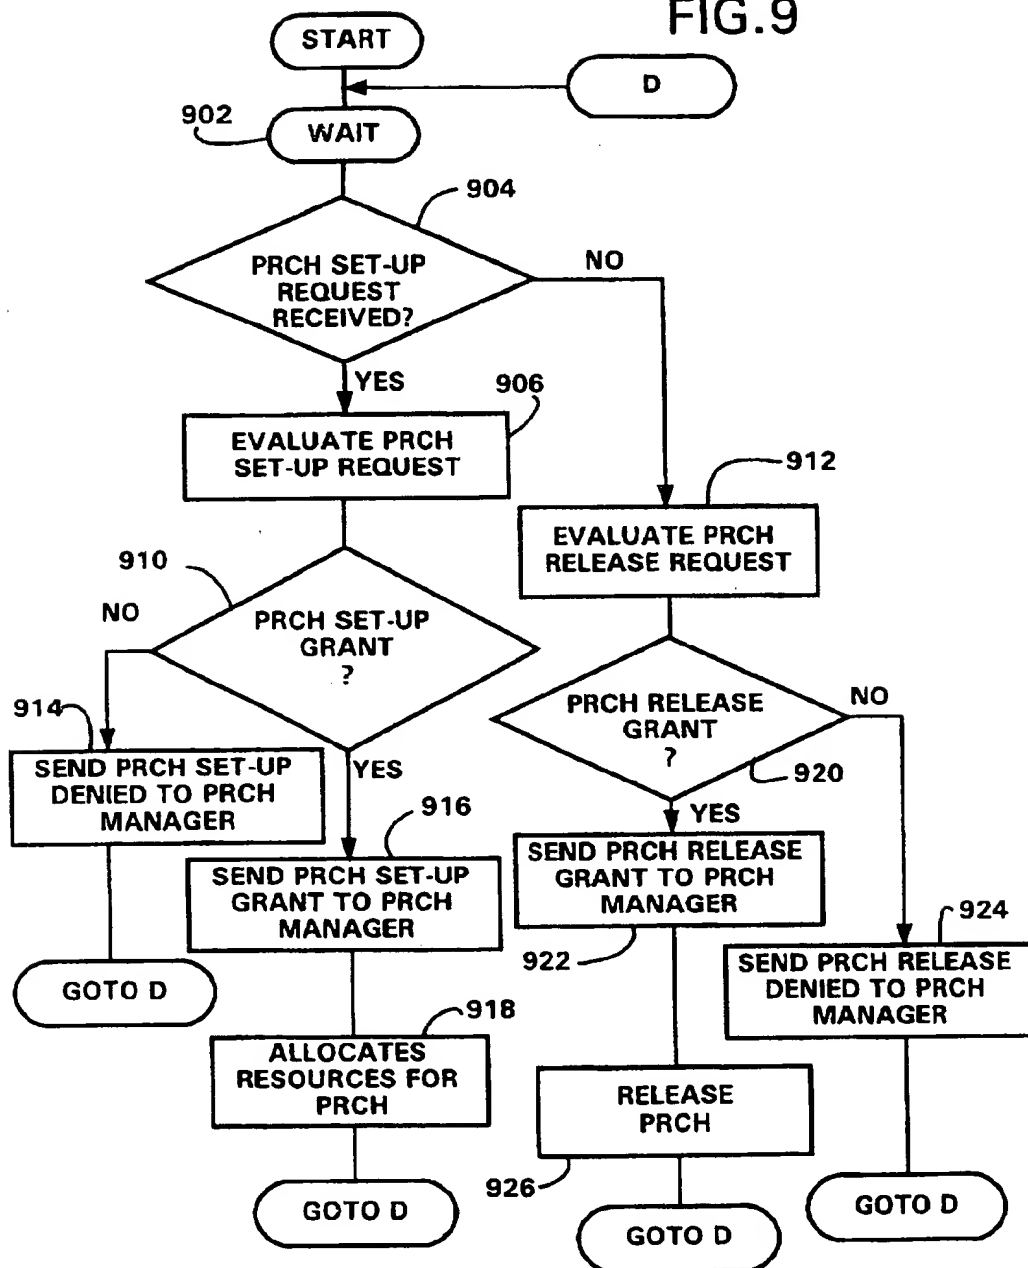 FIG.9
START
D
902
WAIT
904
PRCH SET-UP
REQUEST
RECEIVED?
NO
YES
906
EVALUATE PRCH
SET-UP REQUEST
912
EVALUATE PRCH
RELEASE REQUEST
910
NO
PRCH SET-UP
GRANT
?
YES
PRCH RELEASE
GRANT
?
NO
920
YES
914
SEND PRCH SET-UP
DENIED TO PRCH
MANAGER
916
SEND PRCH SET-UP
GRANT TO PRCH
MANAGER
SEND PRCH RELEASE
GRANT TO PRCH
MANAGER
922
924
SEND PRCH RELEASE
DENIED TO PRCH
MANAGER
GOTO D
918
ALLOCATES
RESOURCES FOR
PRCH
RELEASE
PRCH
926
GOTO D
GOTO D
GOTO D